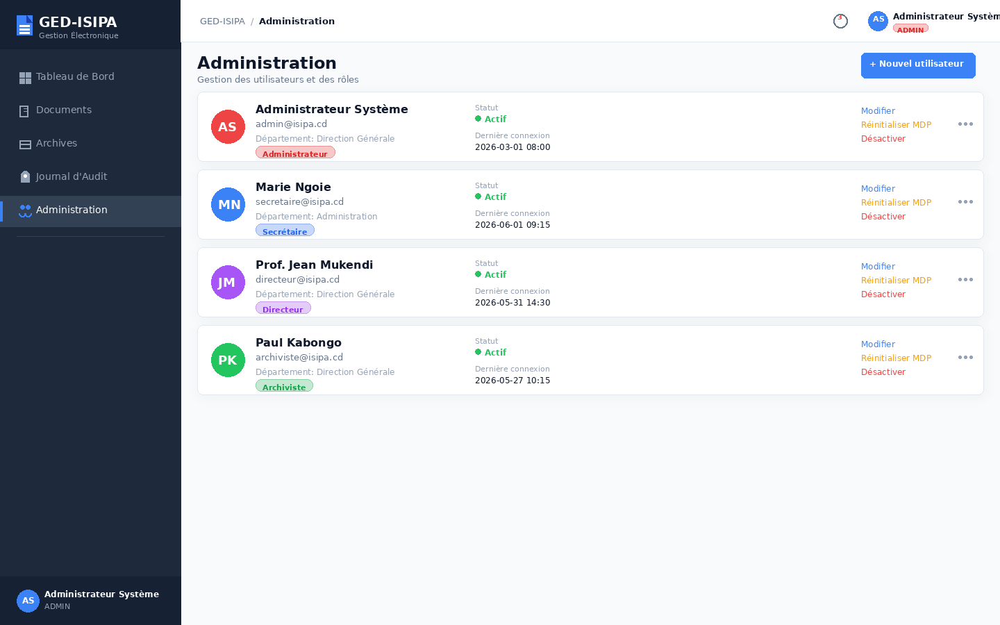 GED-ISIPA
Gestion Électronique
Tableau de Bord
Documents
Archives
Journal d'Audit
Administration
Administrateur Système
ADMIN
GED-ISIPA / Administration
3
AS
Administrateur Systèm
ADMIN
Administration
Gestion des utilisateurs et des rôles
+ Nouvel utilisateur
AS
Administrateur Système
admin@isipa.cd
Département: Direction Générale
Administrateur
Statut
Actif
Dernière connexion
2026-03-01 08:00
Modifier
Réinitialiser MDP
Désactiver
MN
Marie Ngoie
secretaire@isipa.cd
Département: Administration
Secrétaire
Statut
Actif
Dernière connexion
2026-06-01 09:15
Modifier
Réinitialiser MDP
Désactiver
JM
Prof. Jean Mukendi
directeur@isipa.cd
Département: Direction Générale
Directeur
Statut
Actif
Dernière connexion
2026-05-31 14:30
Modifier
Réinitialiser MDP
Désactiver
PK
Paul Kabongo
archiviste@isipa.cd
Département: Direction Générale
Archiviste
Statut
Actif
Dernière connexion
2026-05-27 10:15
Modifier
Réinitialiser MDP
Désactiver
AS